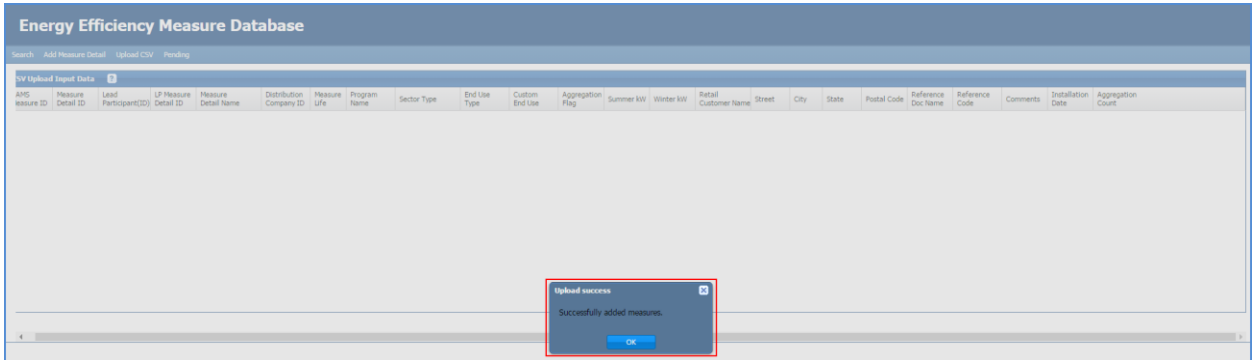 Energy Efficiency Measure Database
Search Add Measure Detail Upload CSV Pending
SV Upload Input Data ?
AMS Measure Lead LP Measure Measure Distribution Measure Program Sector Type End Use Custom Aggregation Summer kW Winter kW Retail Street City State Postal Code Reference Reference Comments Installation Aggregation
easure ID Detail ID Participant(ID) Detail ID Detail Name Company ID Life Name Type End Use Flag Customer Name Doc Name Code Date Count
Upload success
Successfully added measures.
OK